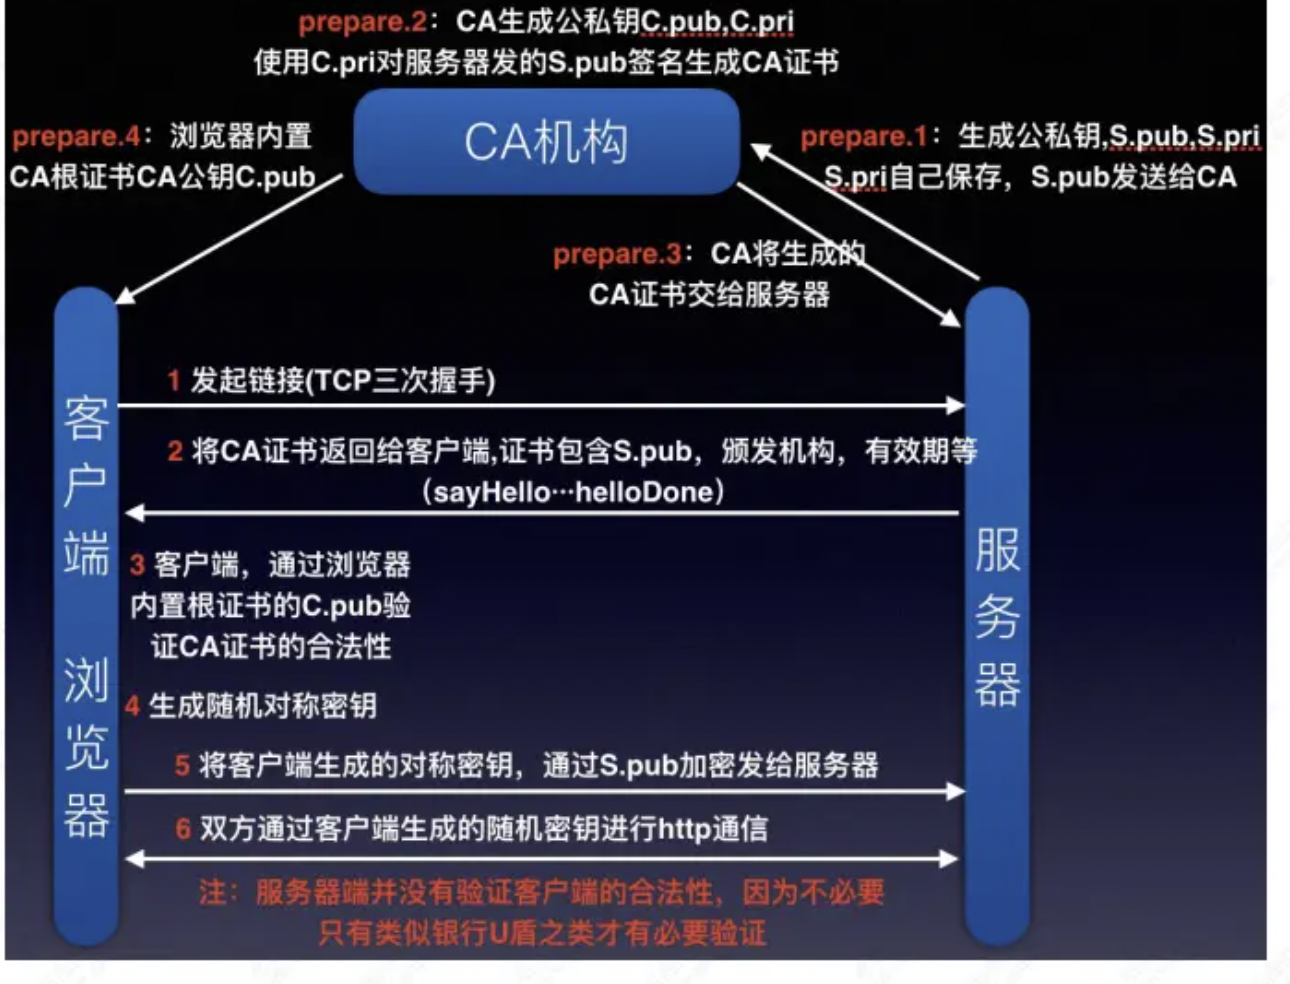 prepare.2：CA生成公私钥C.pub,C.pri
使用C.pri对服务器发的S.pub签名生成CA证书
CA机构
prepare.4：浏览器内置
CA根证书CA公钥C.pub
prepare.1：生成公私钥,S.pub,S.pri
S.pri自己保存，S.pub发送给CA
prepare.3：CA将生成的
CA证书交给服务器
客户端 浏览器
服务器
1 发起链接(TCP三次握手)
2 将CA证书返回给客户端,证书包含S.pub，颁发机构，有效期等
（sayHello···helloDone）
3 客户端，通过浏览器
内置根证书的C.pub验
证CA证书的合法性
4 生成随机对称密钥
5 将客户端生成的对称密钥，通过S.pub加密发给服务器
6 双方通过客户端生成的随机密钥进行http通信
注：服务器端并没有验证客户端的合法性，因为不必要
只有类似银行U盾之类才有必要验证